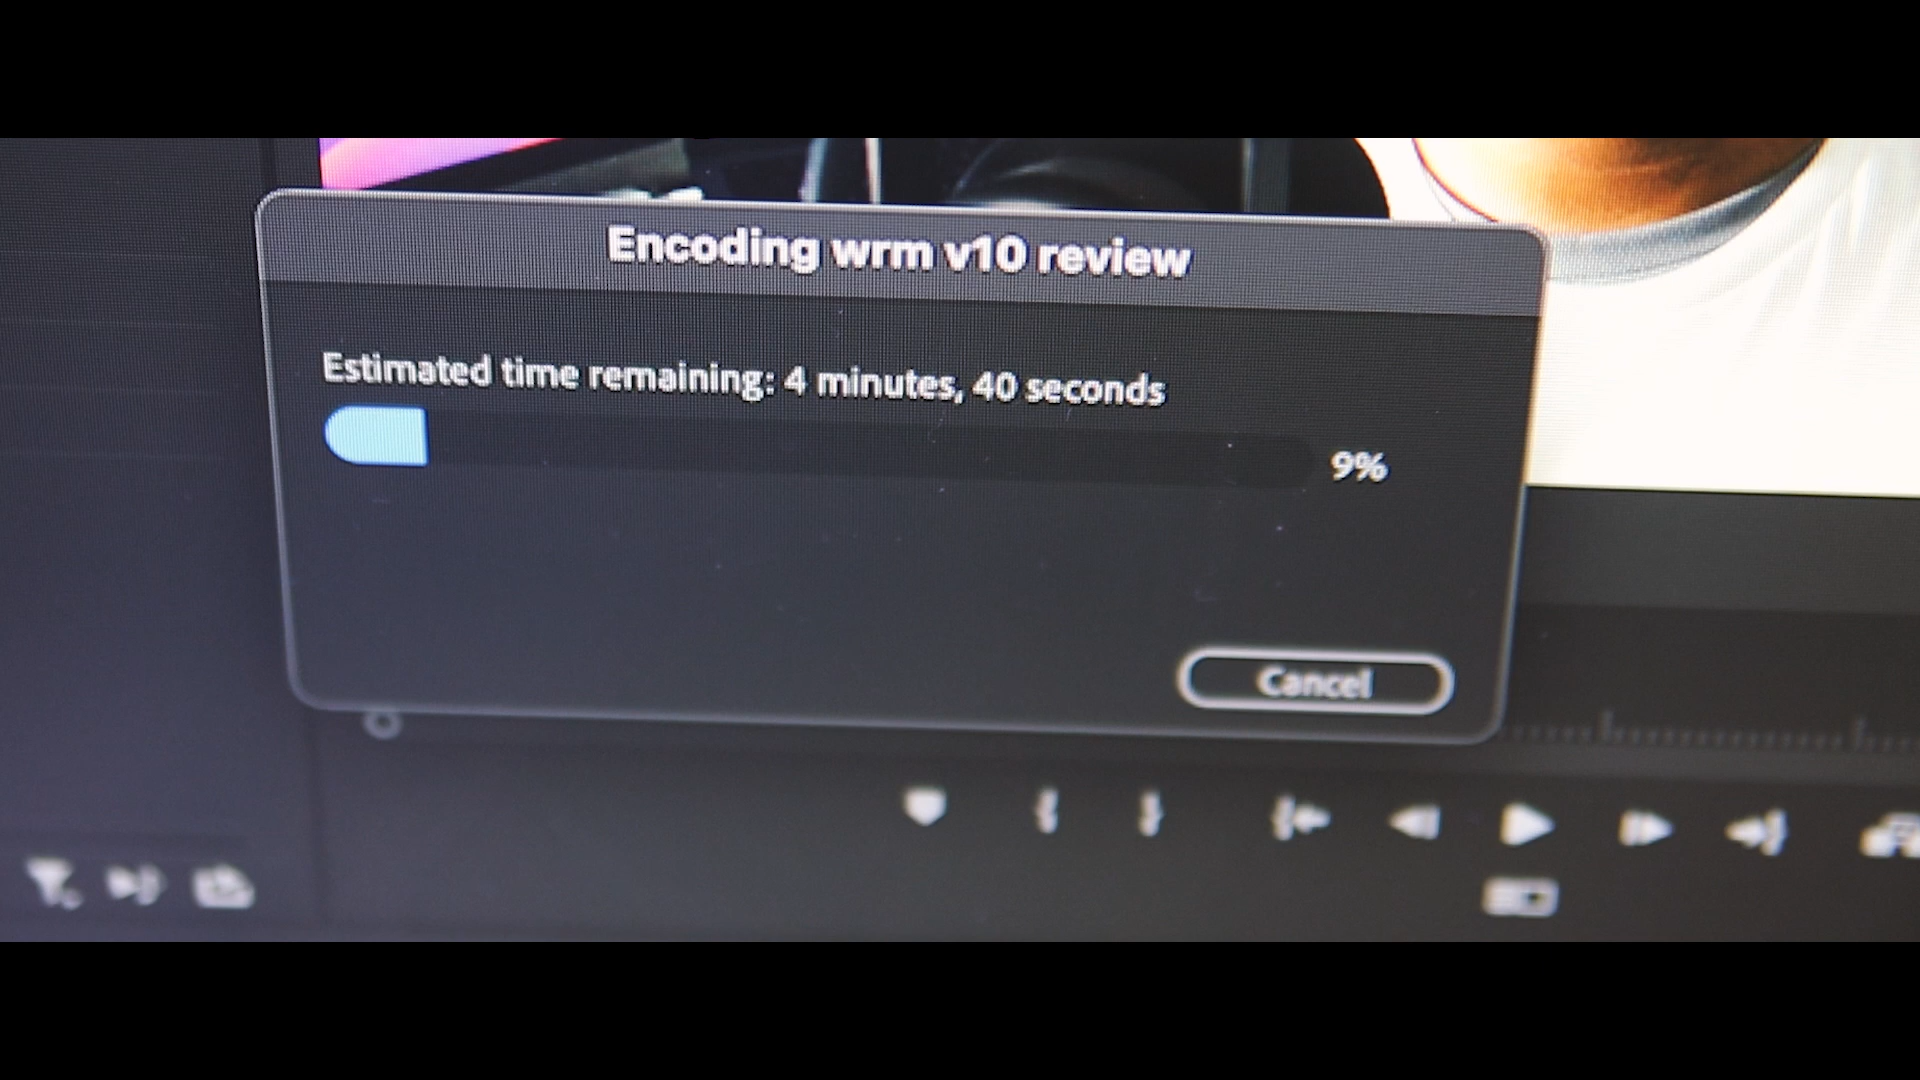 Encoding wrm v10 review
Estimated time remaining: 4 minutes, 40 seconds
9%
Cancel